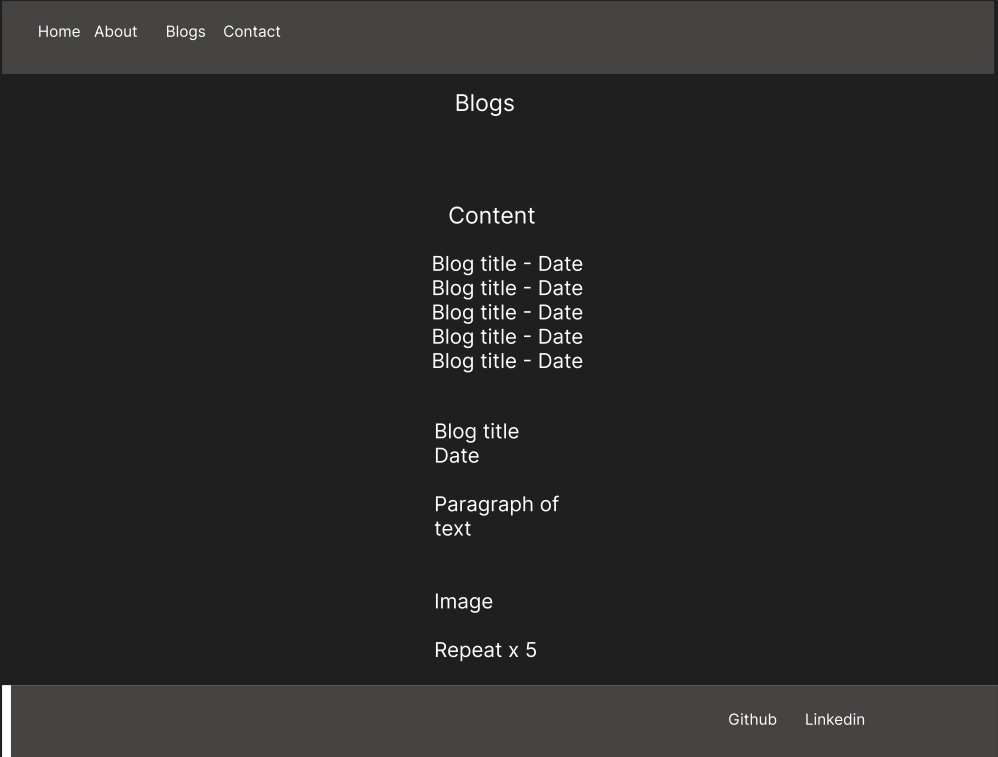 Home About Blogs Contact
Blogs
Content
Blog title - Date
Blog title - Date
Blog title - Date
Blog title - Date
Blog title - Date
Blog title
Date
Paragraph of
text
Image
Repeat x 5
Github Linkedin